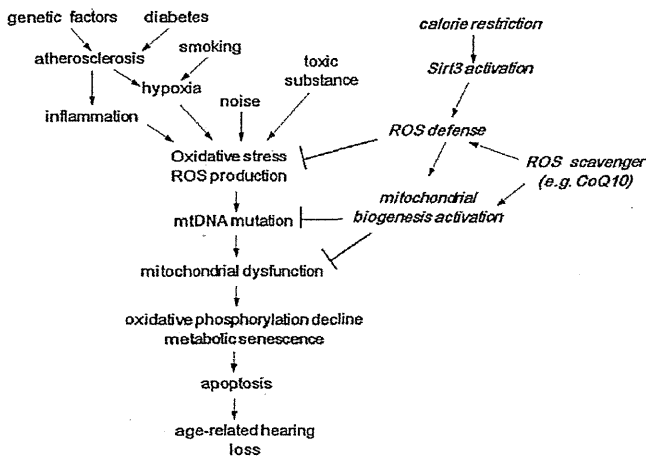 genetic factors
diabetes
calorie restriction
smoking
atherosclerosis
toxic
substance
Sirt3 activation
hypoxia
noise
inflammation
ROS defense
Oxidative stress
ROS production
ROS scavenger
(e.g. CoQ10)
mitochondrial
biogenesis activation
mtDNA mutation
mitochondrial dysfunction
oxidative phosphorylation decline
metabolic senescence
apoptosis
age-related hearing
loss